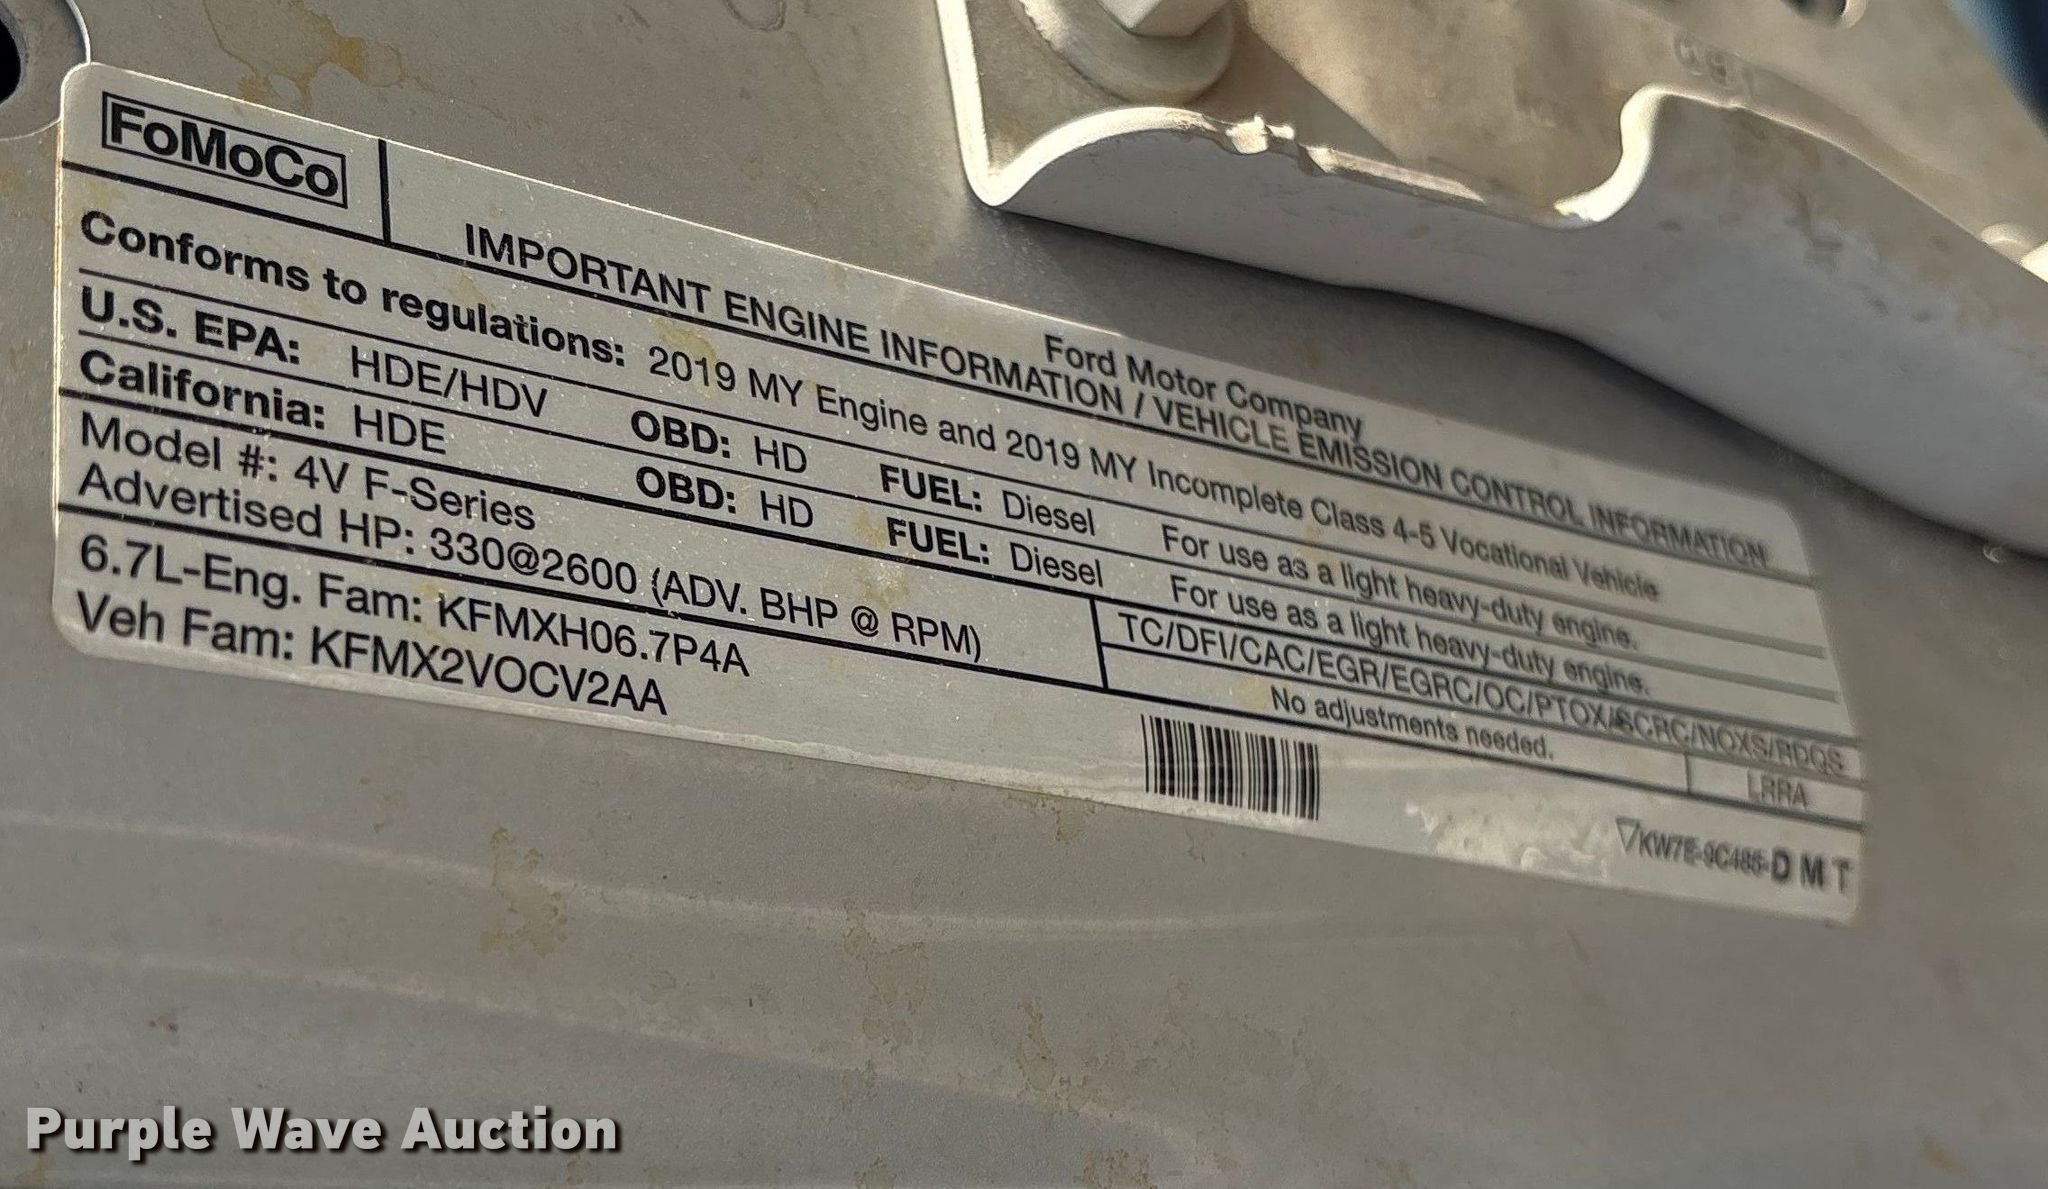 FoMoCo
Ford Motor Company
IMPORTANT ENGINE INFORMATION / VEHICLE EMISSION CONTROL INFORMATION
Conforms to regulations: 2019 MY Engine and 2019 MY Incomplete Class 4-5 Vocational Vehicle
U.S. EPA: HDE/HDV OBD: HD FUEL: Diesel For use as a light heavy-duty engine.
California: HDE OBD: HD FUEL: Diesel For use as a light heavy-duty engine.
Model #: 4V F-Series
TC/DFI/CAC/EGR/EGRC/OC/PTOX/SCRC/NOXS/RDQS
Advertised HP: 330@2600 (ADV. BHP @ RPM)
No adjustments needed.
LRRA
6.7L-Eng. Fam: KFMXH06.7P4A
Veh Fam: KFMX2VOCV2AA
KW7E-9C485-D M T
Purple Wave Auction